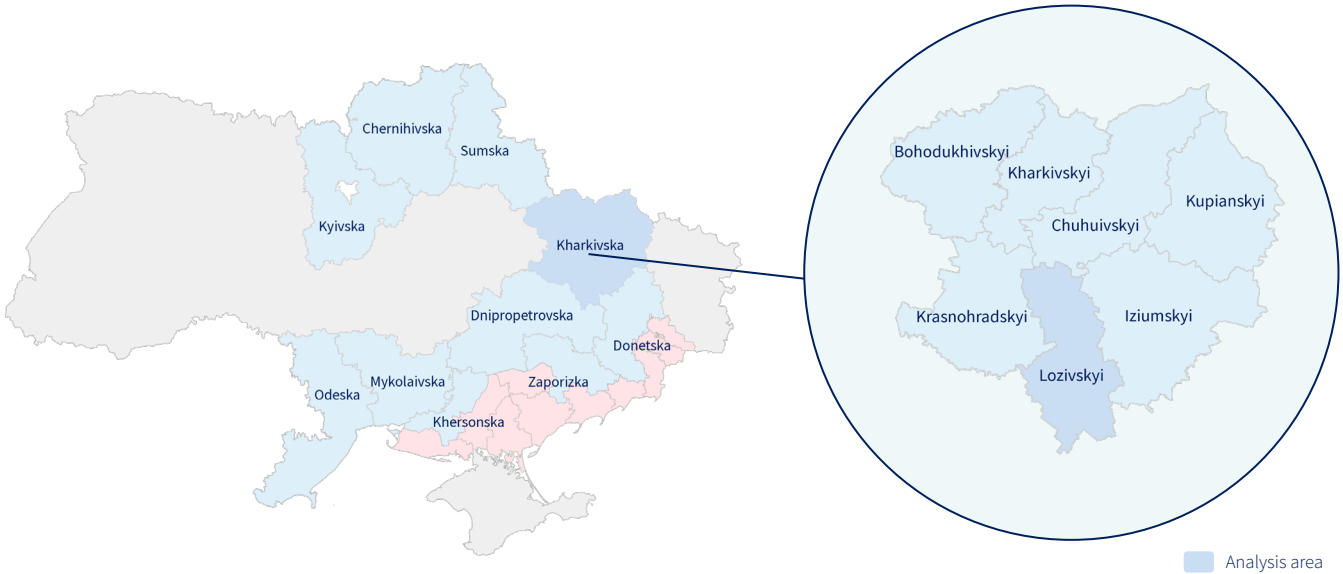 Chernihivska
Sumska
Kyivska
Kharkivska
Dnipropetrovska
Donetska
Zaporizka
Mykolaivska
Odeska
Khersonska
Bohodukhivskyi
Kharkivskyi
Kupianskyi
Chuhuivskyi
Krasnohradskyi
Iziumskyi
Lozivskyi
Analysis area